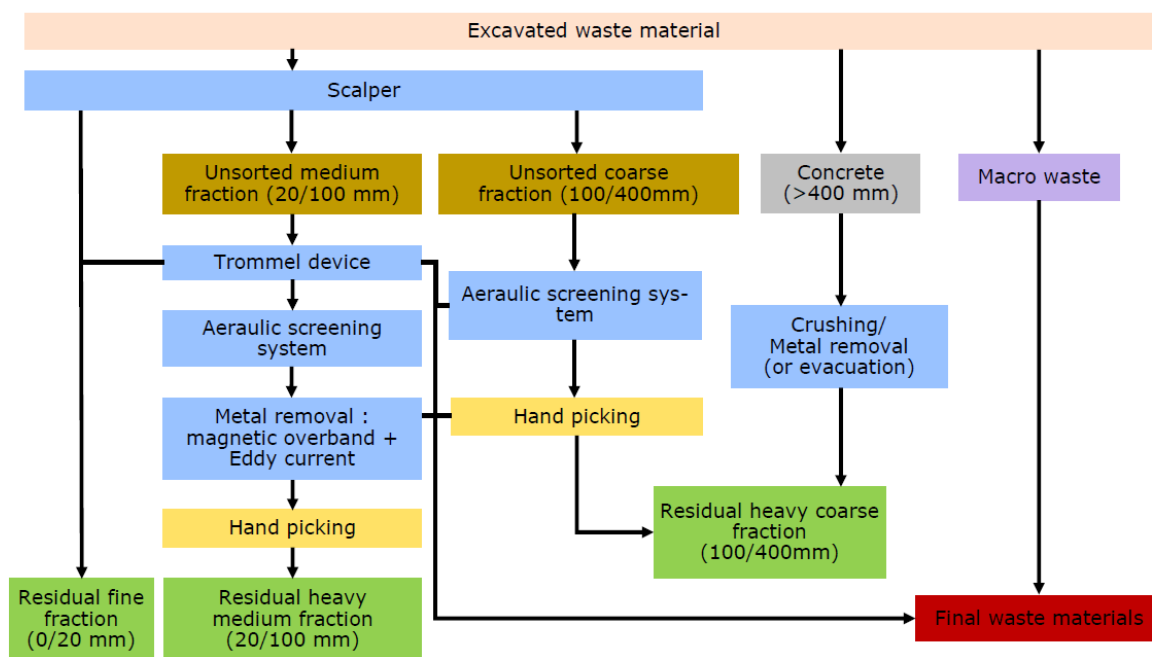 Excavated waste material
Scalper
Unsorted medium
fraction (20/100 mm)
Unsorted coarse
fraction (100/400mm)
Concrete
(>400 mm)
Macro waste
Trommel device
Aeraulic screening sys-
tem
Aeraulic screening
system
Crushing/
Metal removal
(or evacuation)
Metal removal :
magnetic overband +
Eddy current
Hand picking
Hand picking
Residual heavy coarse
fraction
(100/400mm)
Residual fine
fraction
(0/20 mm)
Residual heavy
medium fraction
(20/100 mm)
Final waste materials